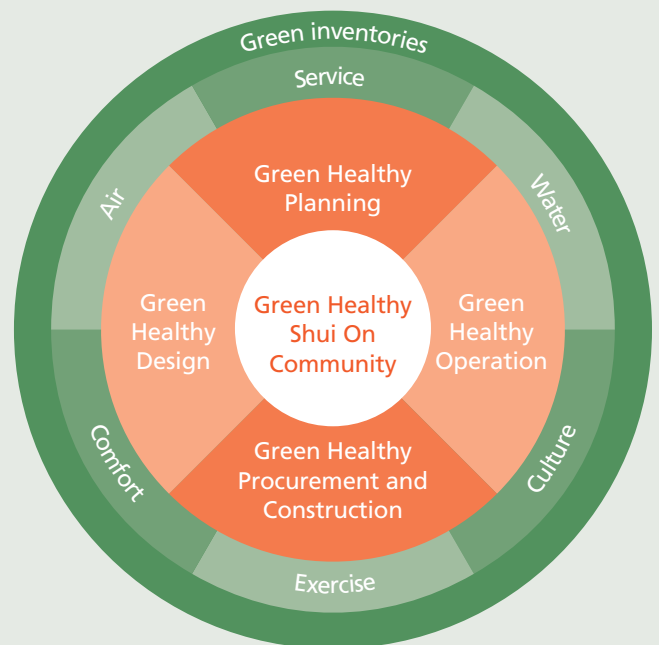 Green inventories
Service
Air
Water
Green Healthy
Planning
Green
Healthy
Design
Green Healthy
Shui On
Community
Green
Healthy
Operation
Green Healthy
Procurement and
Construction
Comfort
Culture
Exercise